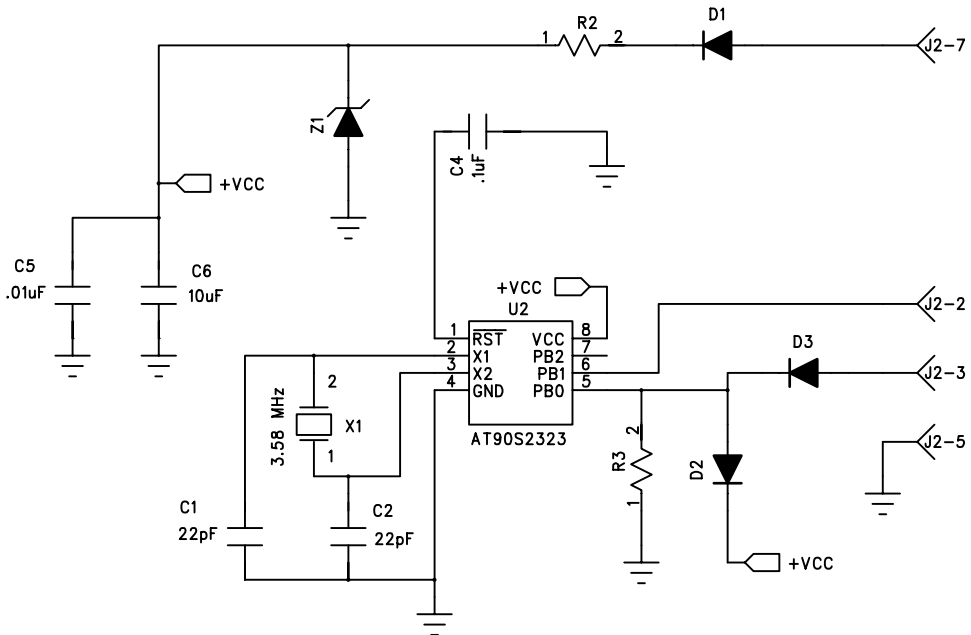 D1
R2
1
2
J2-7
Z1
C4
.1uF
+VCC
C5
.01uF
C6
10uF
+VCC
U2
J2-2
1
RST
VCC
8
2
X1
PB2
7
3
X2
PB1
6
4
GND
PB0
5
AT90S2323
D3
J2-3
2
3.58 MHz
X1
1
J2-5
2
R3
1
D2
C1
22pF
C2
22pF
+VCC